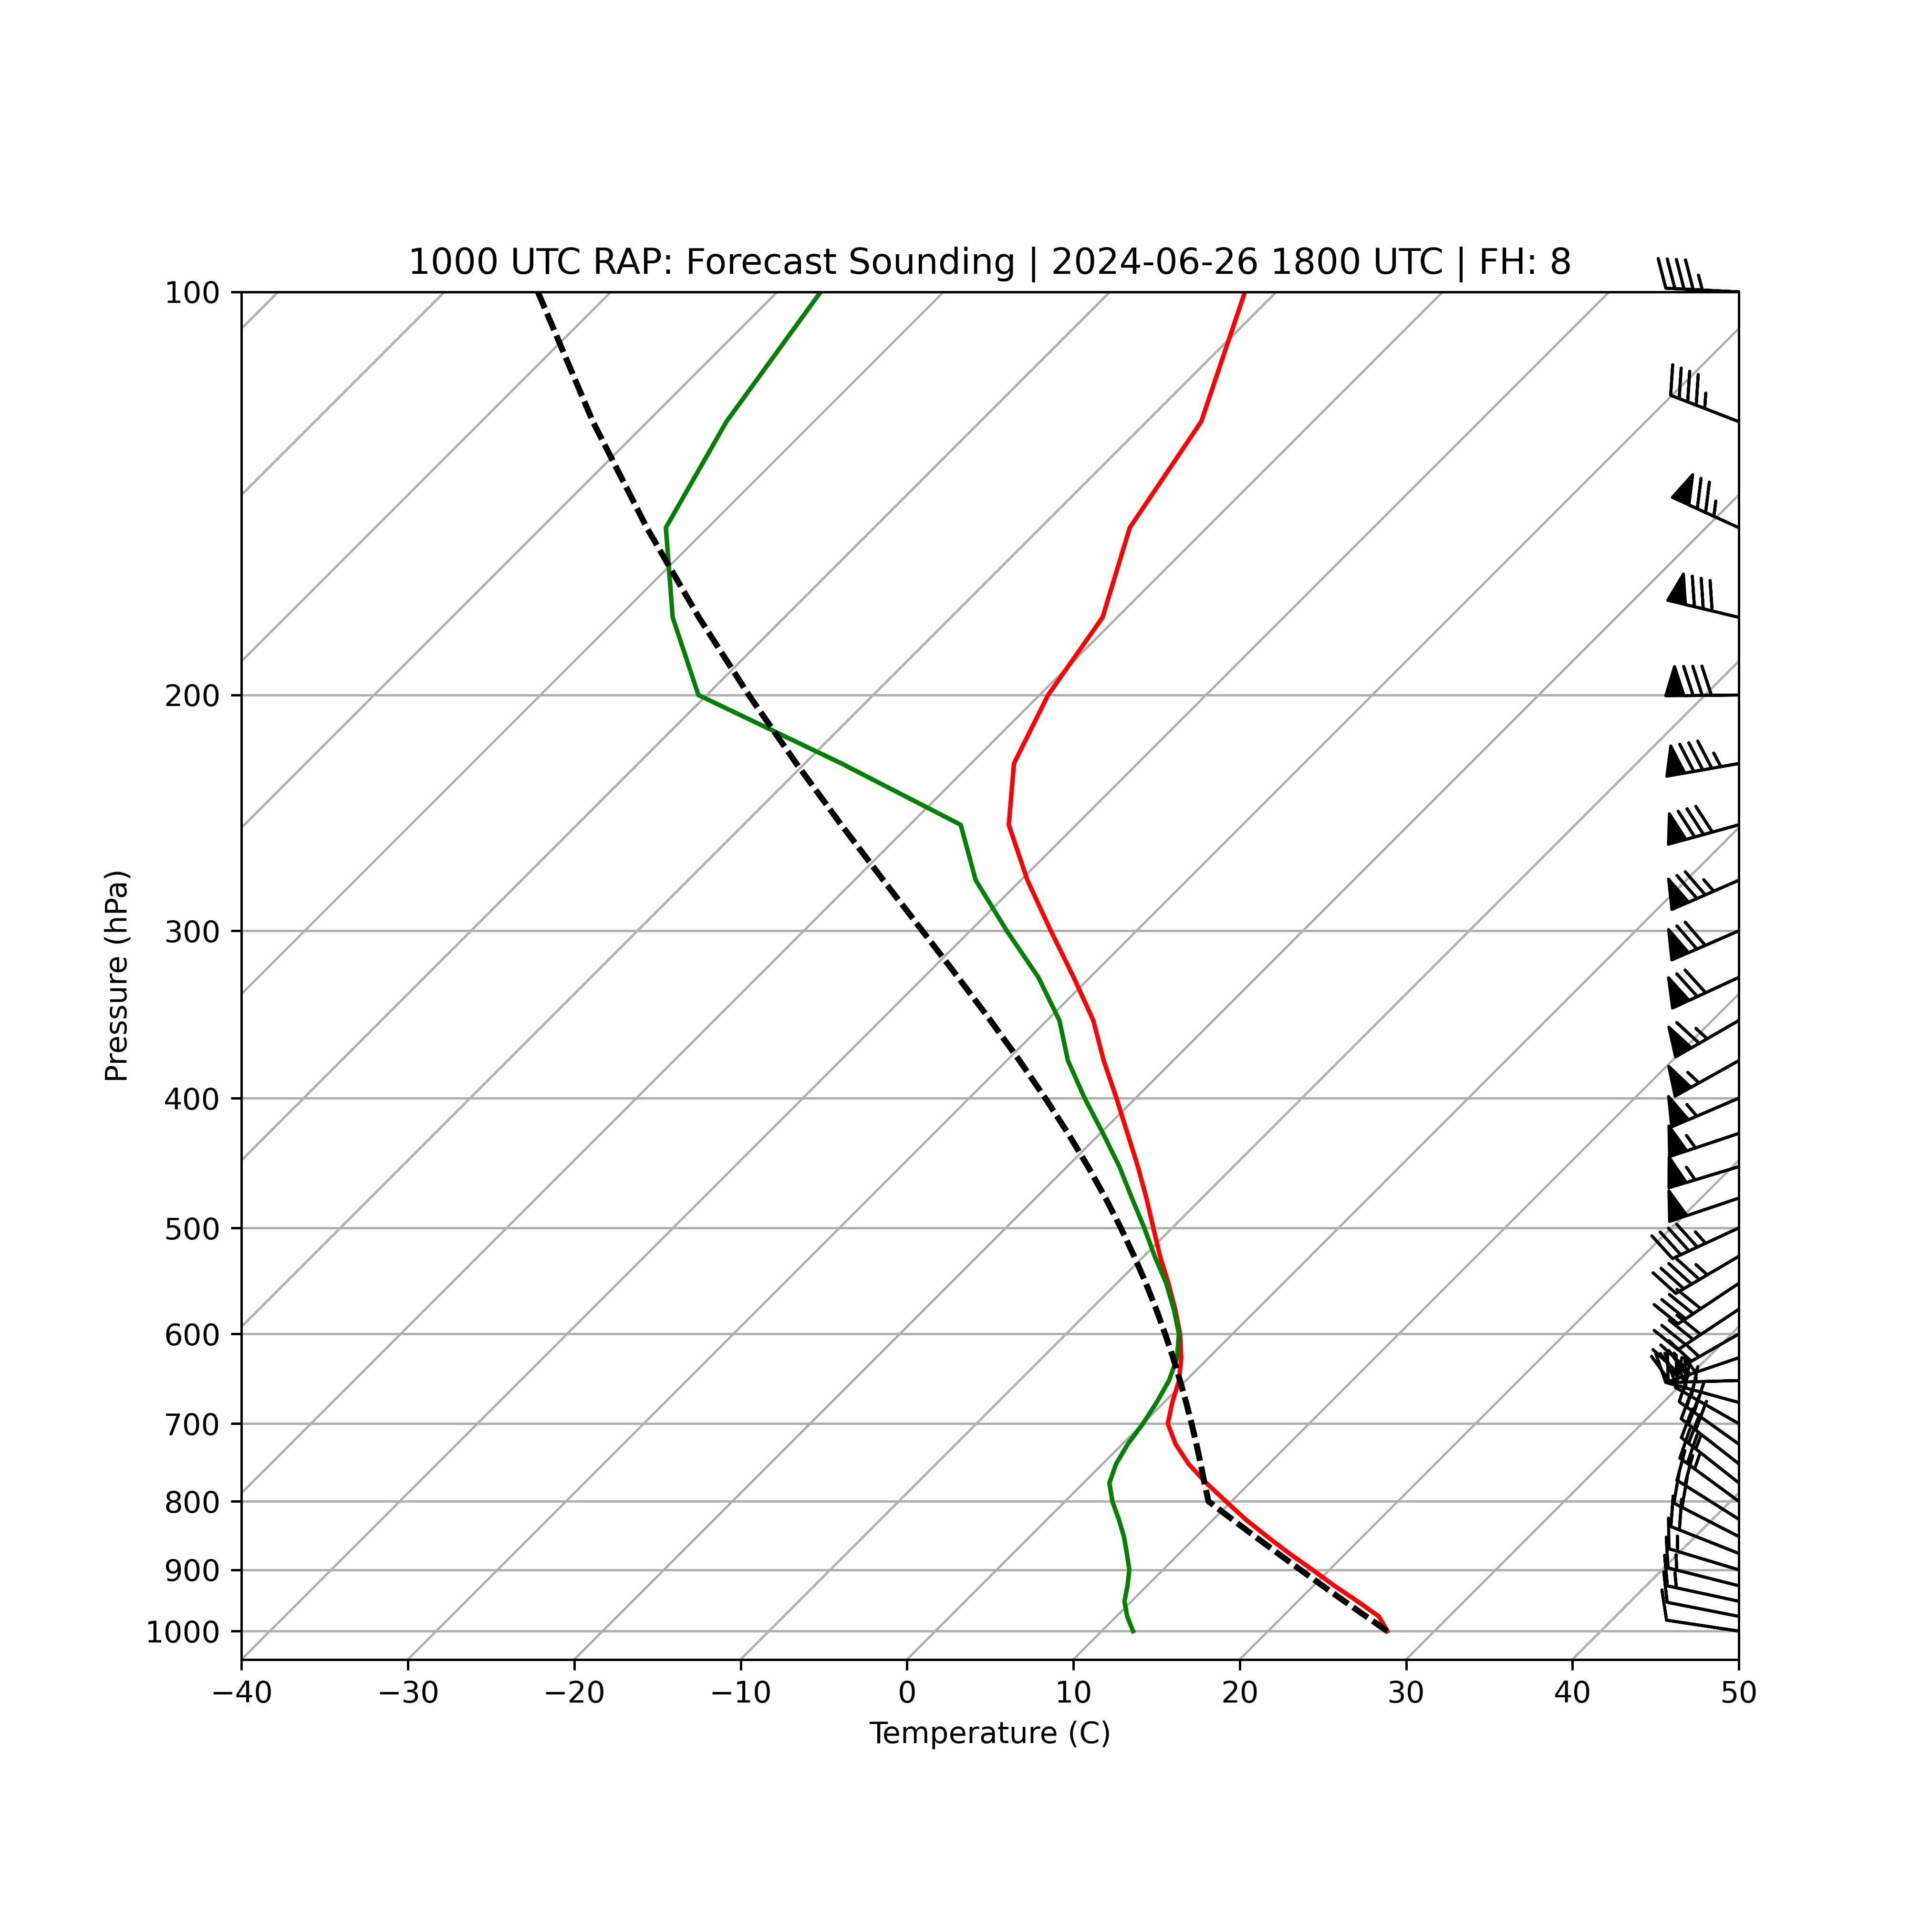 1000 UTC RAP: Forecast Sounding | 2024-06-26 1800 UTC | FH: 8
100
200
300
400
500
600
700
800
900
1000
Pressure (hPa)
−40 −30 −20 −10 0 10 20 30 40 50
Temperature (C)